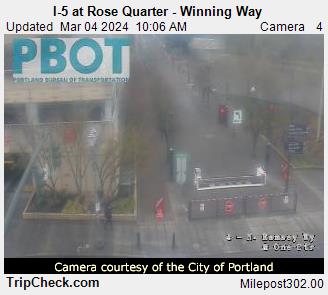 I-5 at Rose Quarter - Winning Way
Updated Mar 04 2024 10:06 AM Camera 4
PBOT
PORTLAND BUREAU OF TRANSPORTATION
Camera courtesy of the City of Portland
TripCheck.com Milepost302.00